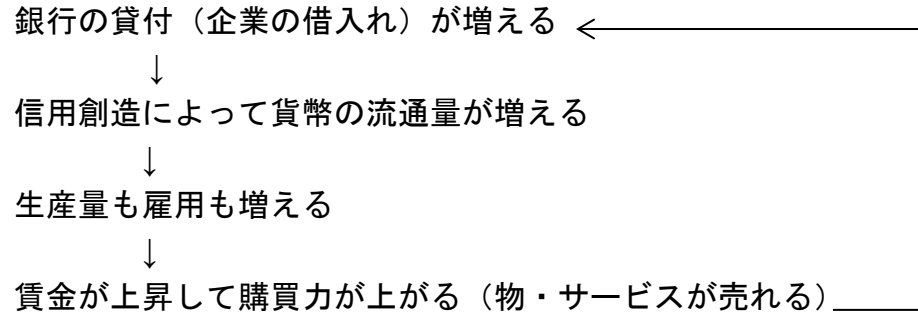 銀行の貸付（企業の借入れ）が増える
↓
信用創造によって貨幣の流通量が増える
↓
生産量も雇用も増える
↓
賃金が上昇して購買力が上がる（物・サービスが売れる）